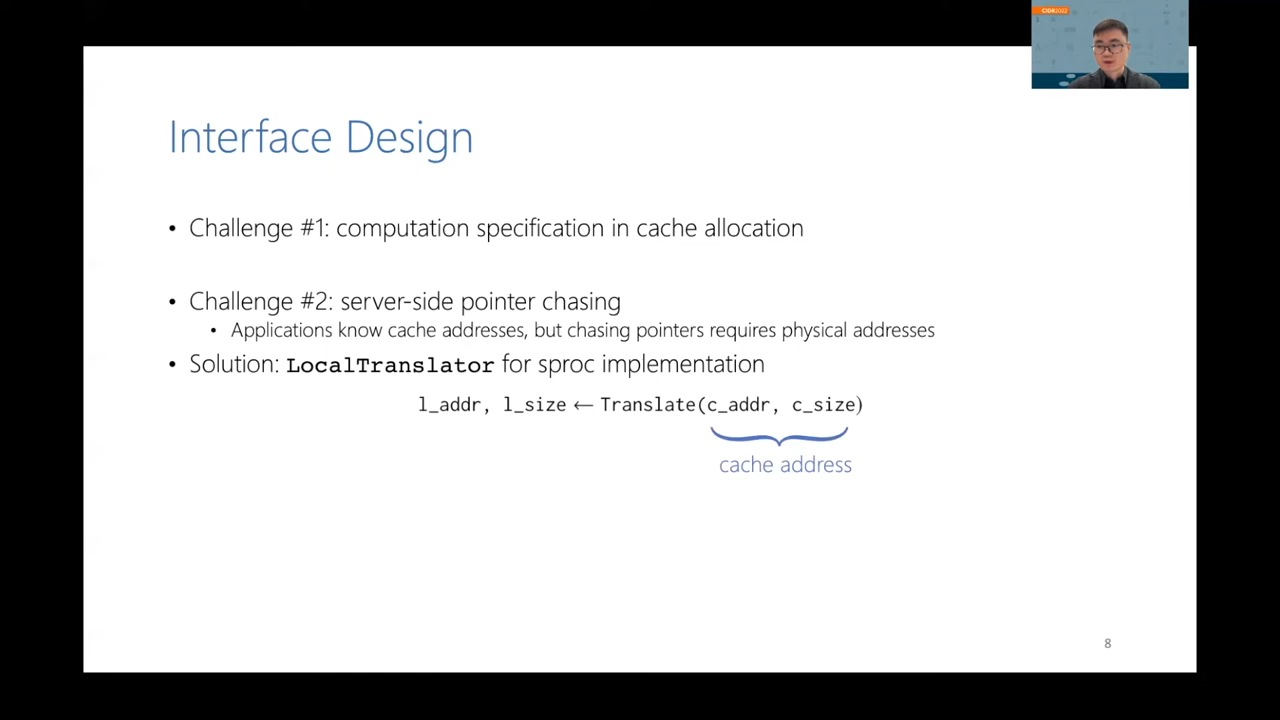 CIDR2022
Interface Design
• Challenge #1: computation specification in cache allocation
• Challenge #2: server-side pointer chasing
• Applications know cache addresses, but chasing pointers requires physical addresses
• Solution: LocalTranslator for sproc implementation
l_addr, l_size ← Translate(c_addr, c_size)
cache address
8